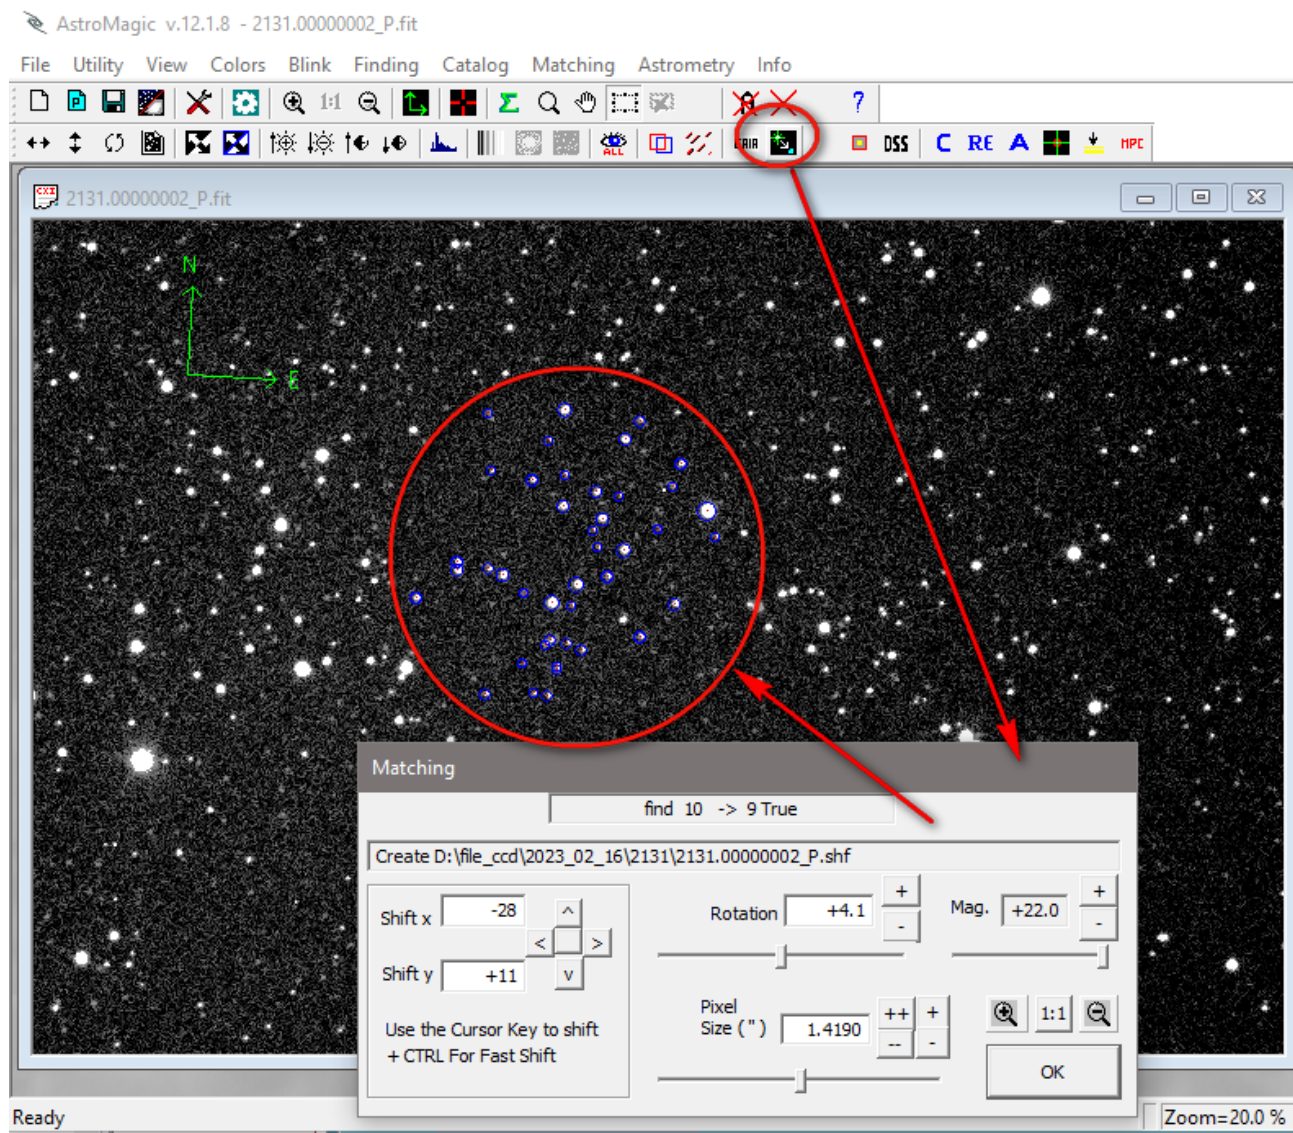 AstroMagic v.12.1.8 - 2131.00000002_P.fit
File Utility View Colors Blink Finding Catalog Matching Astrometry Info
1:1 Σ ?
ALL GAIA DSS C RE A MPC
CXI 2131.00000002_P.fit
N
E
Matching
find 10 -> 9 True
Create D:\file_ccd\2023_02_16\2131\2131.00000002_P.shf
Shift x -28 ^ Rotation +4.1 + - Mag. +22.0 + -
< >
Shift y +11 v
Pixel
Size ( " ) 1.4190 ++ + -- - 1:1
Use the Cursor Key to shift
+ CTRL For Fast Shift
OK
Ready Zoom=20.0 %